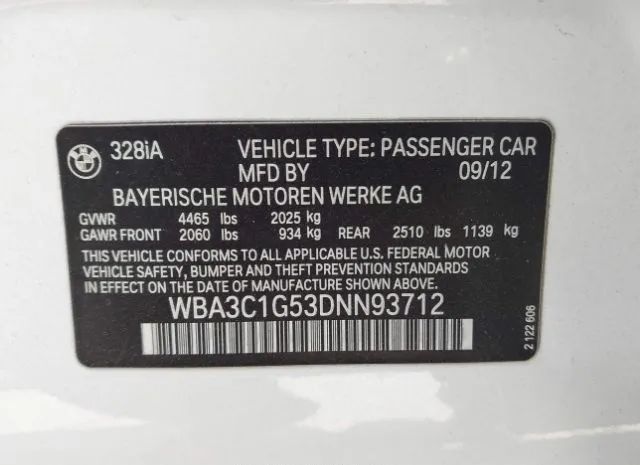 328iA VEHICLE TYPE: PASSENGER CAR
MFD BY 09/12
BAYERISCHE MOTOREN WERKE AG
GVWR 4465 lbs 2025 kg
GAWR FRONT 2060 lbs 934 kg REAR 2510 lbs 1139 kg
THIS VEHICLE CONFORMS TO ALL APPLICABLE U.S. FEDERAL MOTOR
VEHICLE SAFETY, BUMPER AND THEFT PREVENTION STANDARDS
IN EFFECT ON THE DATE OF MANUFACTURE SHOWN ABOVE.
WBA3C1G53DNN93712
2 122 606